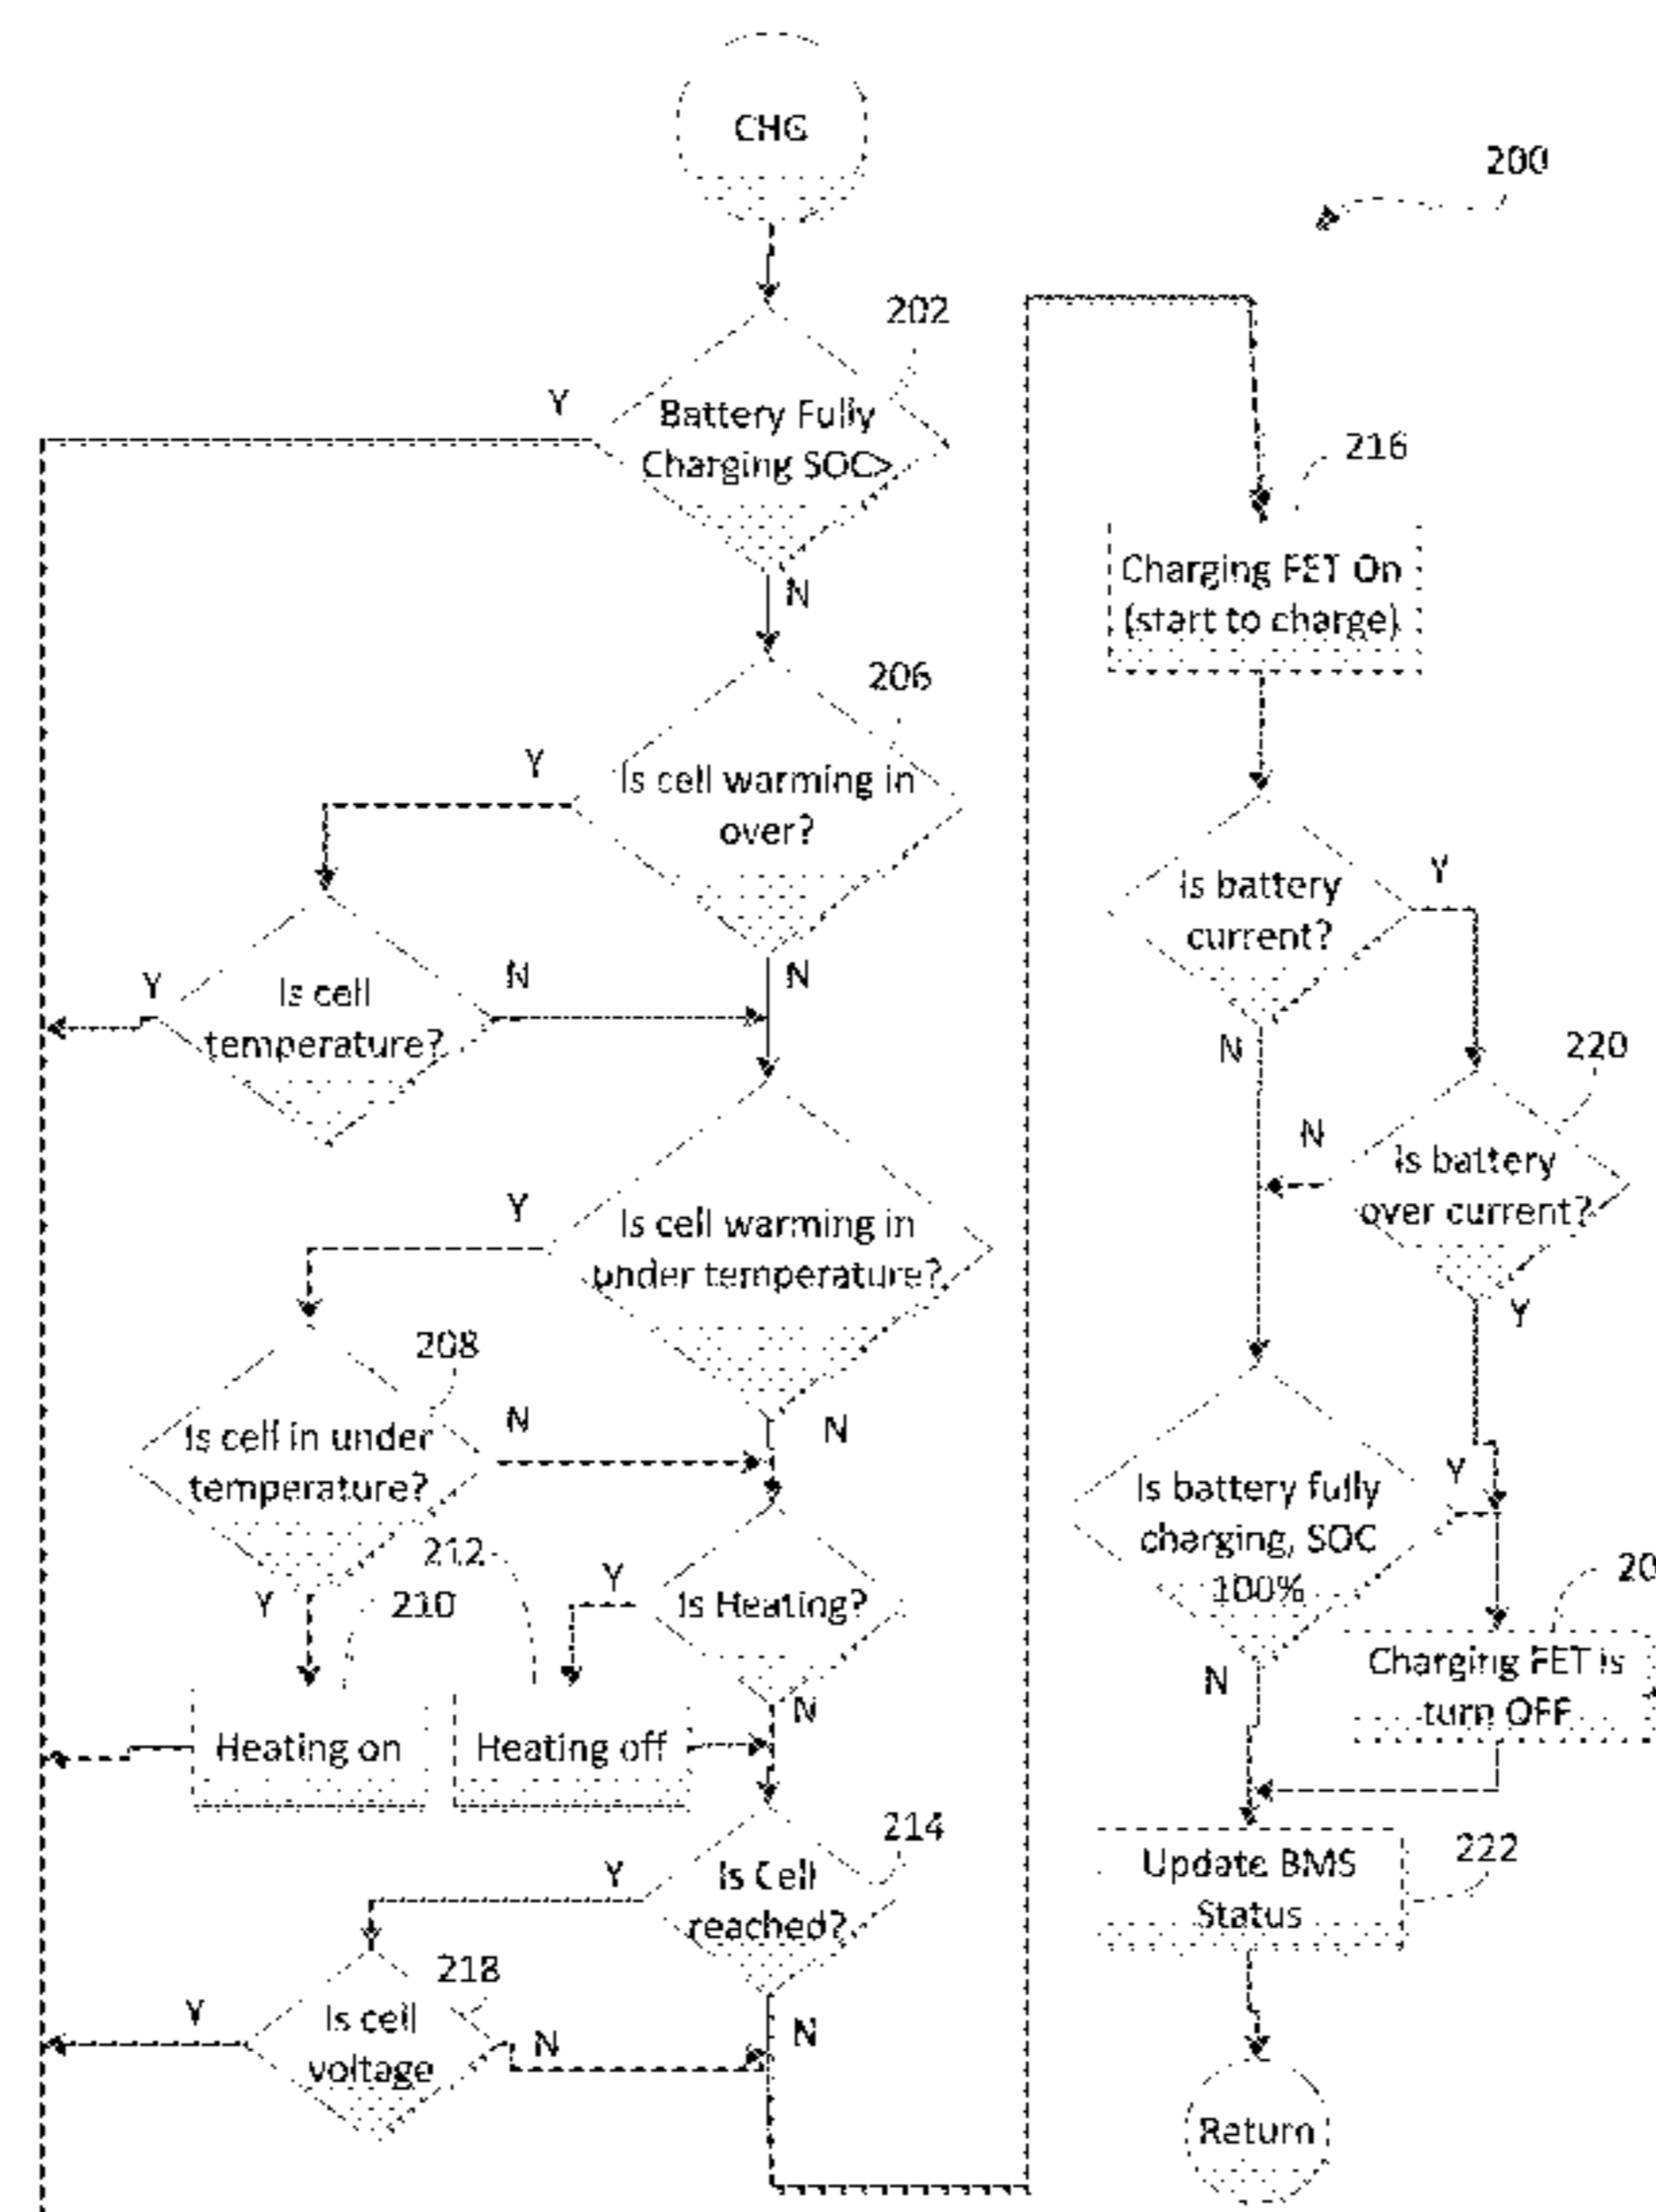 CHG
200
202
Y
Battery Fully
Charging SOC>
N
206
Y
Is cell warming in
over?
N
Y
Is cell
temperature?
N
Y
Is cell warming in
under temperature?
N
208
Is cell in under
temperature?
N
Y
212
210
Y
Is Heating?
N
Heating on
Heating off
214
Y
Is Cell
reached?
N
218
Y
Is cell
voltage
N
216
Charging FET On
(start to charge)
Is battery
current?
Y
N
220
N
Is battery
over current?
Y
Is battery fully
charging, SOC
100%
Y
N
20
Charging FET is
turn OFF
Update BMS
Status
222
Return